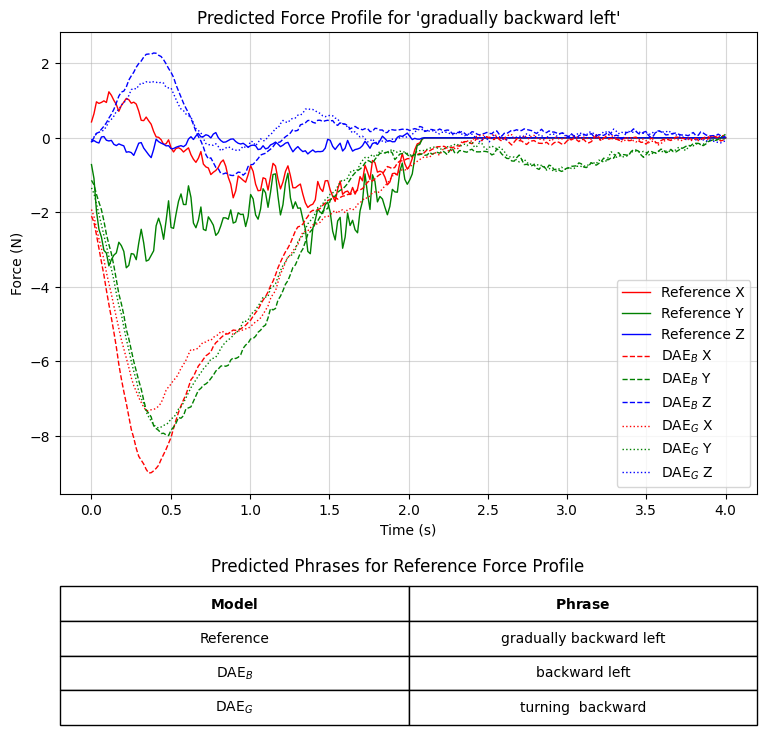 Predicted Force Profile for 'gradually backward left'
Force (N)
2
0
−2
−4
−6
−8
0.0 0.5 1.0 1.5 2.0 2.5 3.0 3.5 4.0
Time (s)
Reference X
Reference Y
Reference Z
DAE_B X
DAE_B Y
DAE_B Z
DAE_G X
DAE_G Y
DAE_G Z
Predicted Phrases for Reference Force Profile
Model Phrase
Reference gradually backward left
DAE_B backward left
DAE_G turning  backward